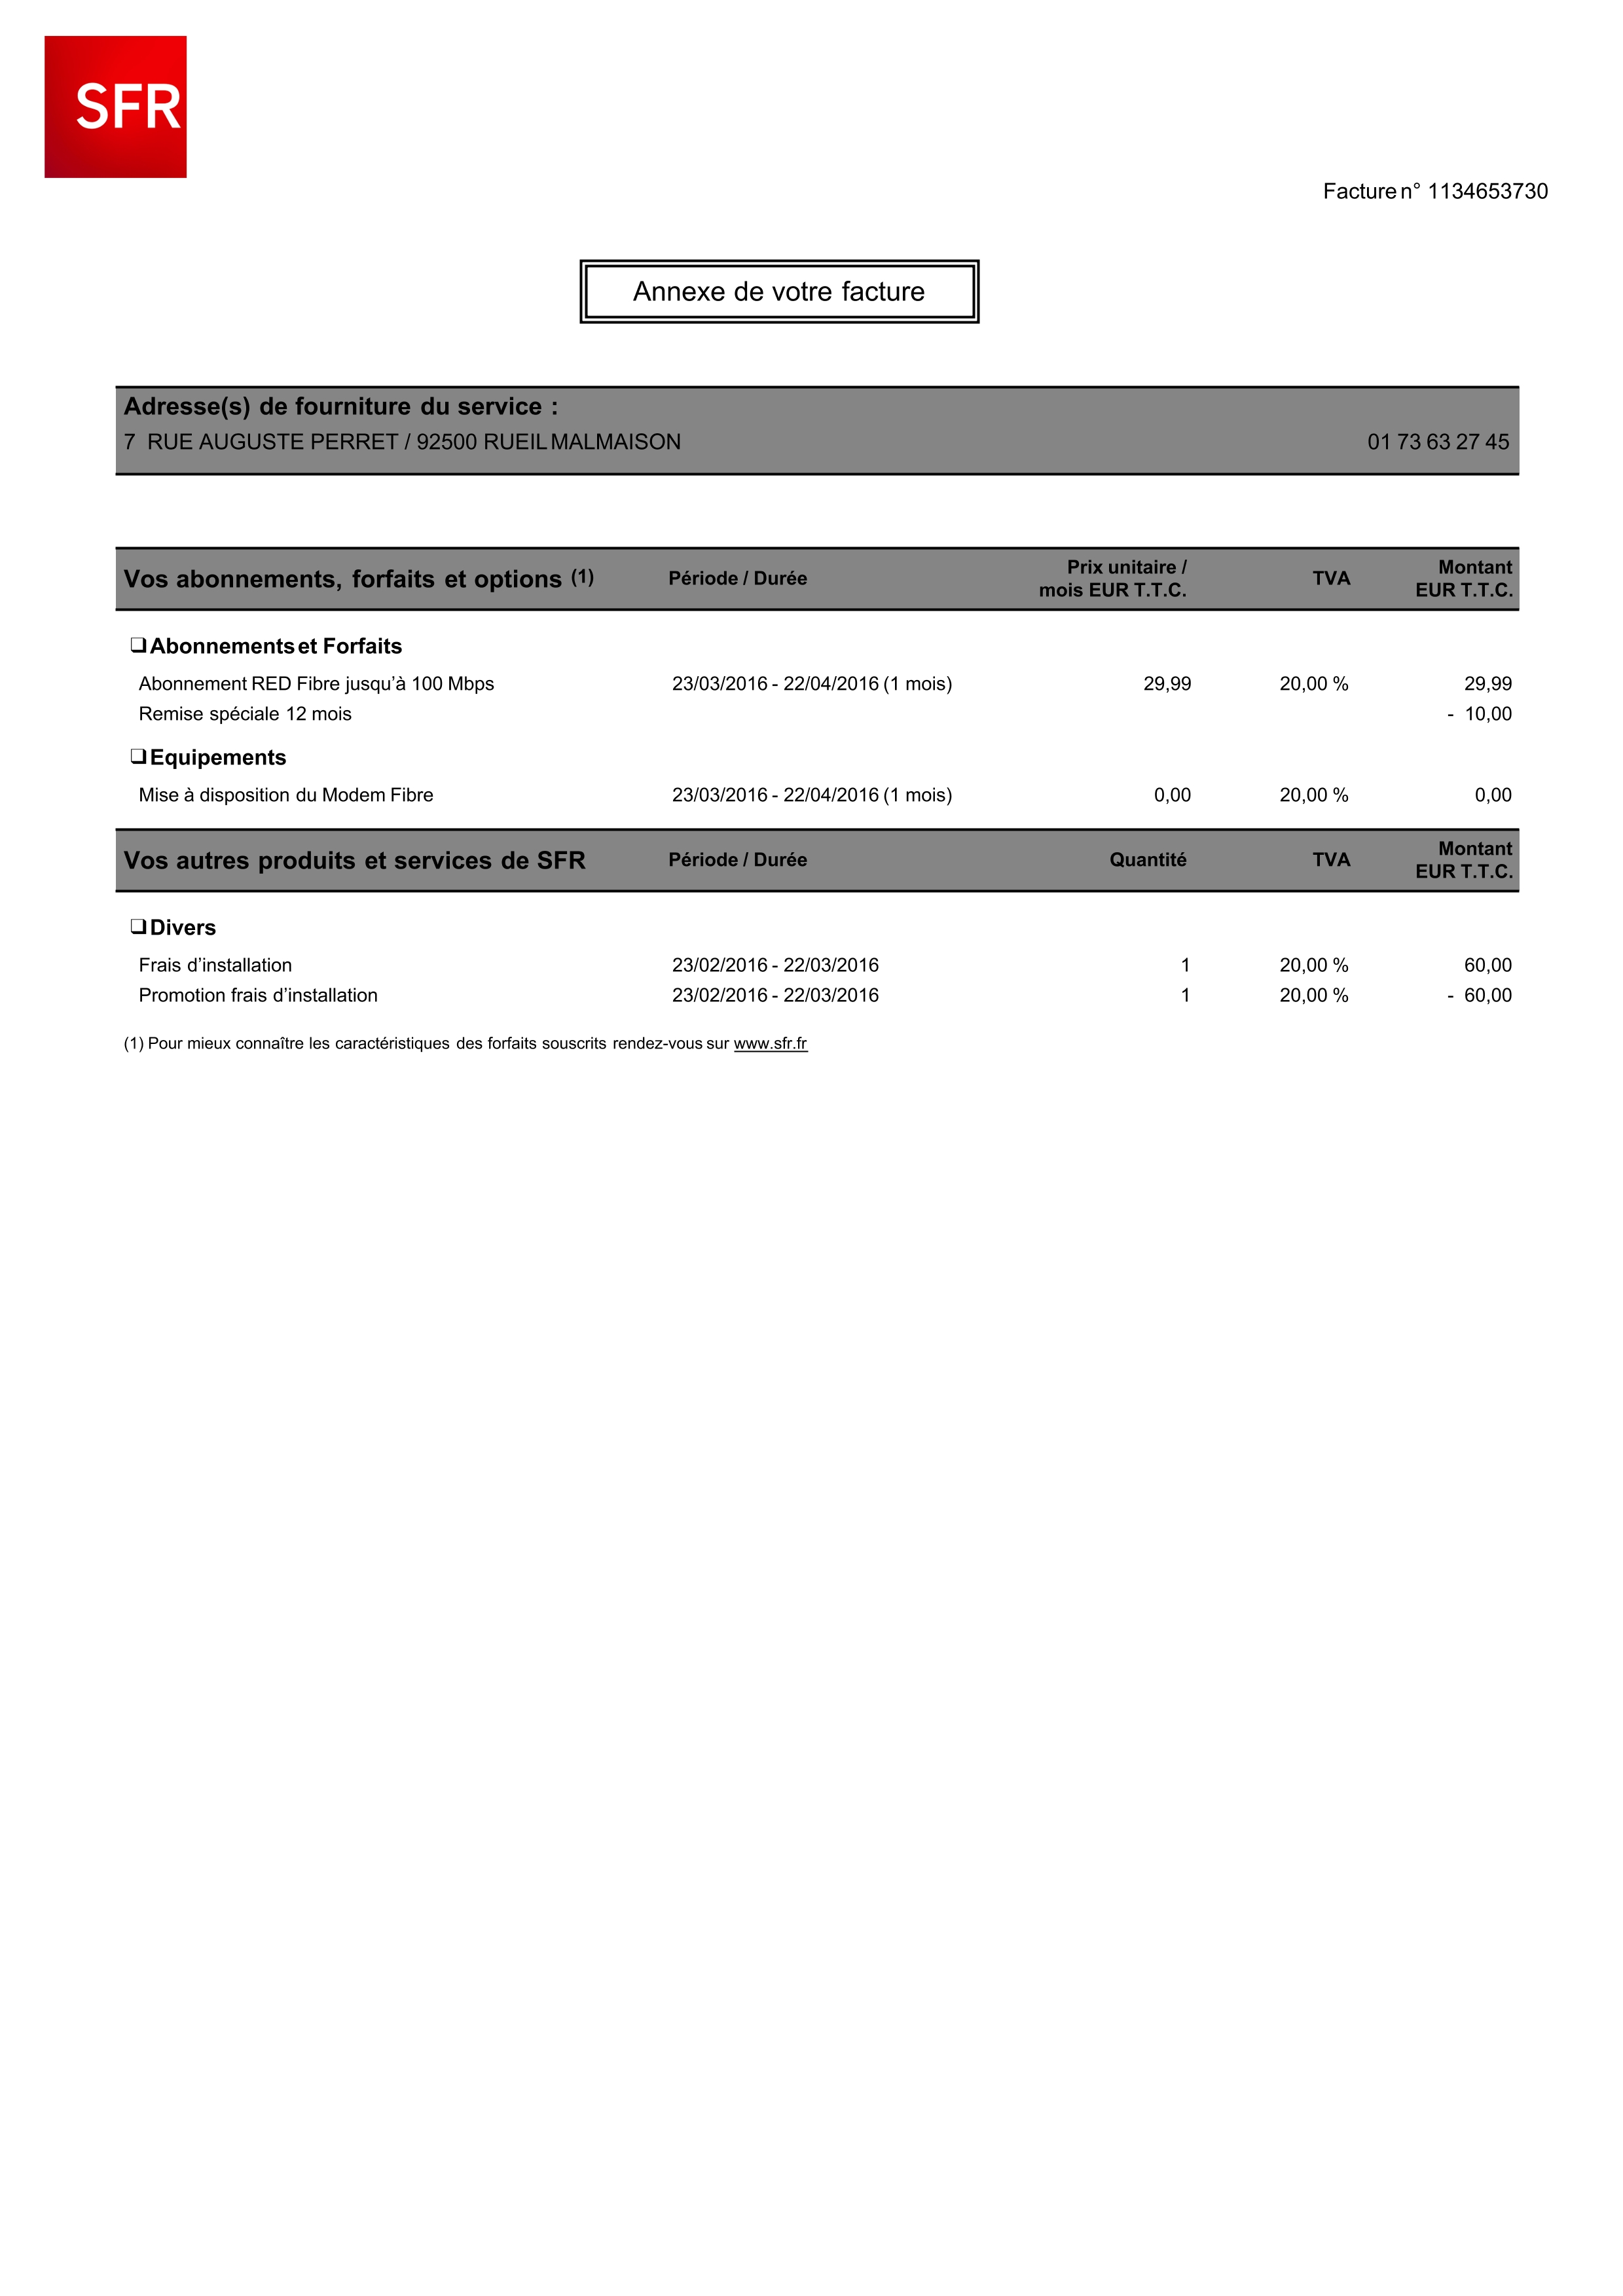 SFR
Facture n° 1134653730
Annexe de votre facture
Adresse(s) de fourniture du service :
7 RUE AUGUSTE PERRET / 92500 RUEIL MALMAISON 01 73 63 27 45
Vos abonnements, forfaits et options (1) Période / Durée Prix unitaire / mois EUR T.T.C. TVA Montant EUR T.T.C.
❑ Abonnements et Forfaits
Abonnement RED Fibre jusqu’à 100 Mbps 23/03/2016 - 22/04/2016 (1 mois) 29,99 20,00 % 29,99
Remise spéciale 12 mois - 10,00
❑ Equipements
Mise à disposition du Modem Fibre 23/03/2016 - 22/04/2016 (1 mois) 0,00 20,00 % 0,00
Vos autres produits et services de SFR Période / Durée Quantité TVA Montant EUR T.T.C.
❑ Divers
Frais d’installation 23/02/2016 - 22/03/2016 1 20,00 % 60,00
Promotion frais d’installation 23/02/2016 - 22/03/2016 1 20,00 % - 60,00
(1) Pour mieux connaître les caractéristiques des forfaits souscrits rendez-vous sur www.sfr.fr